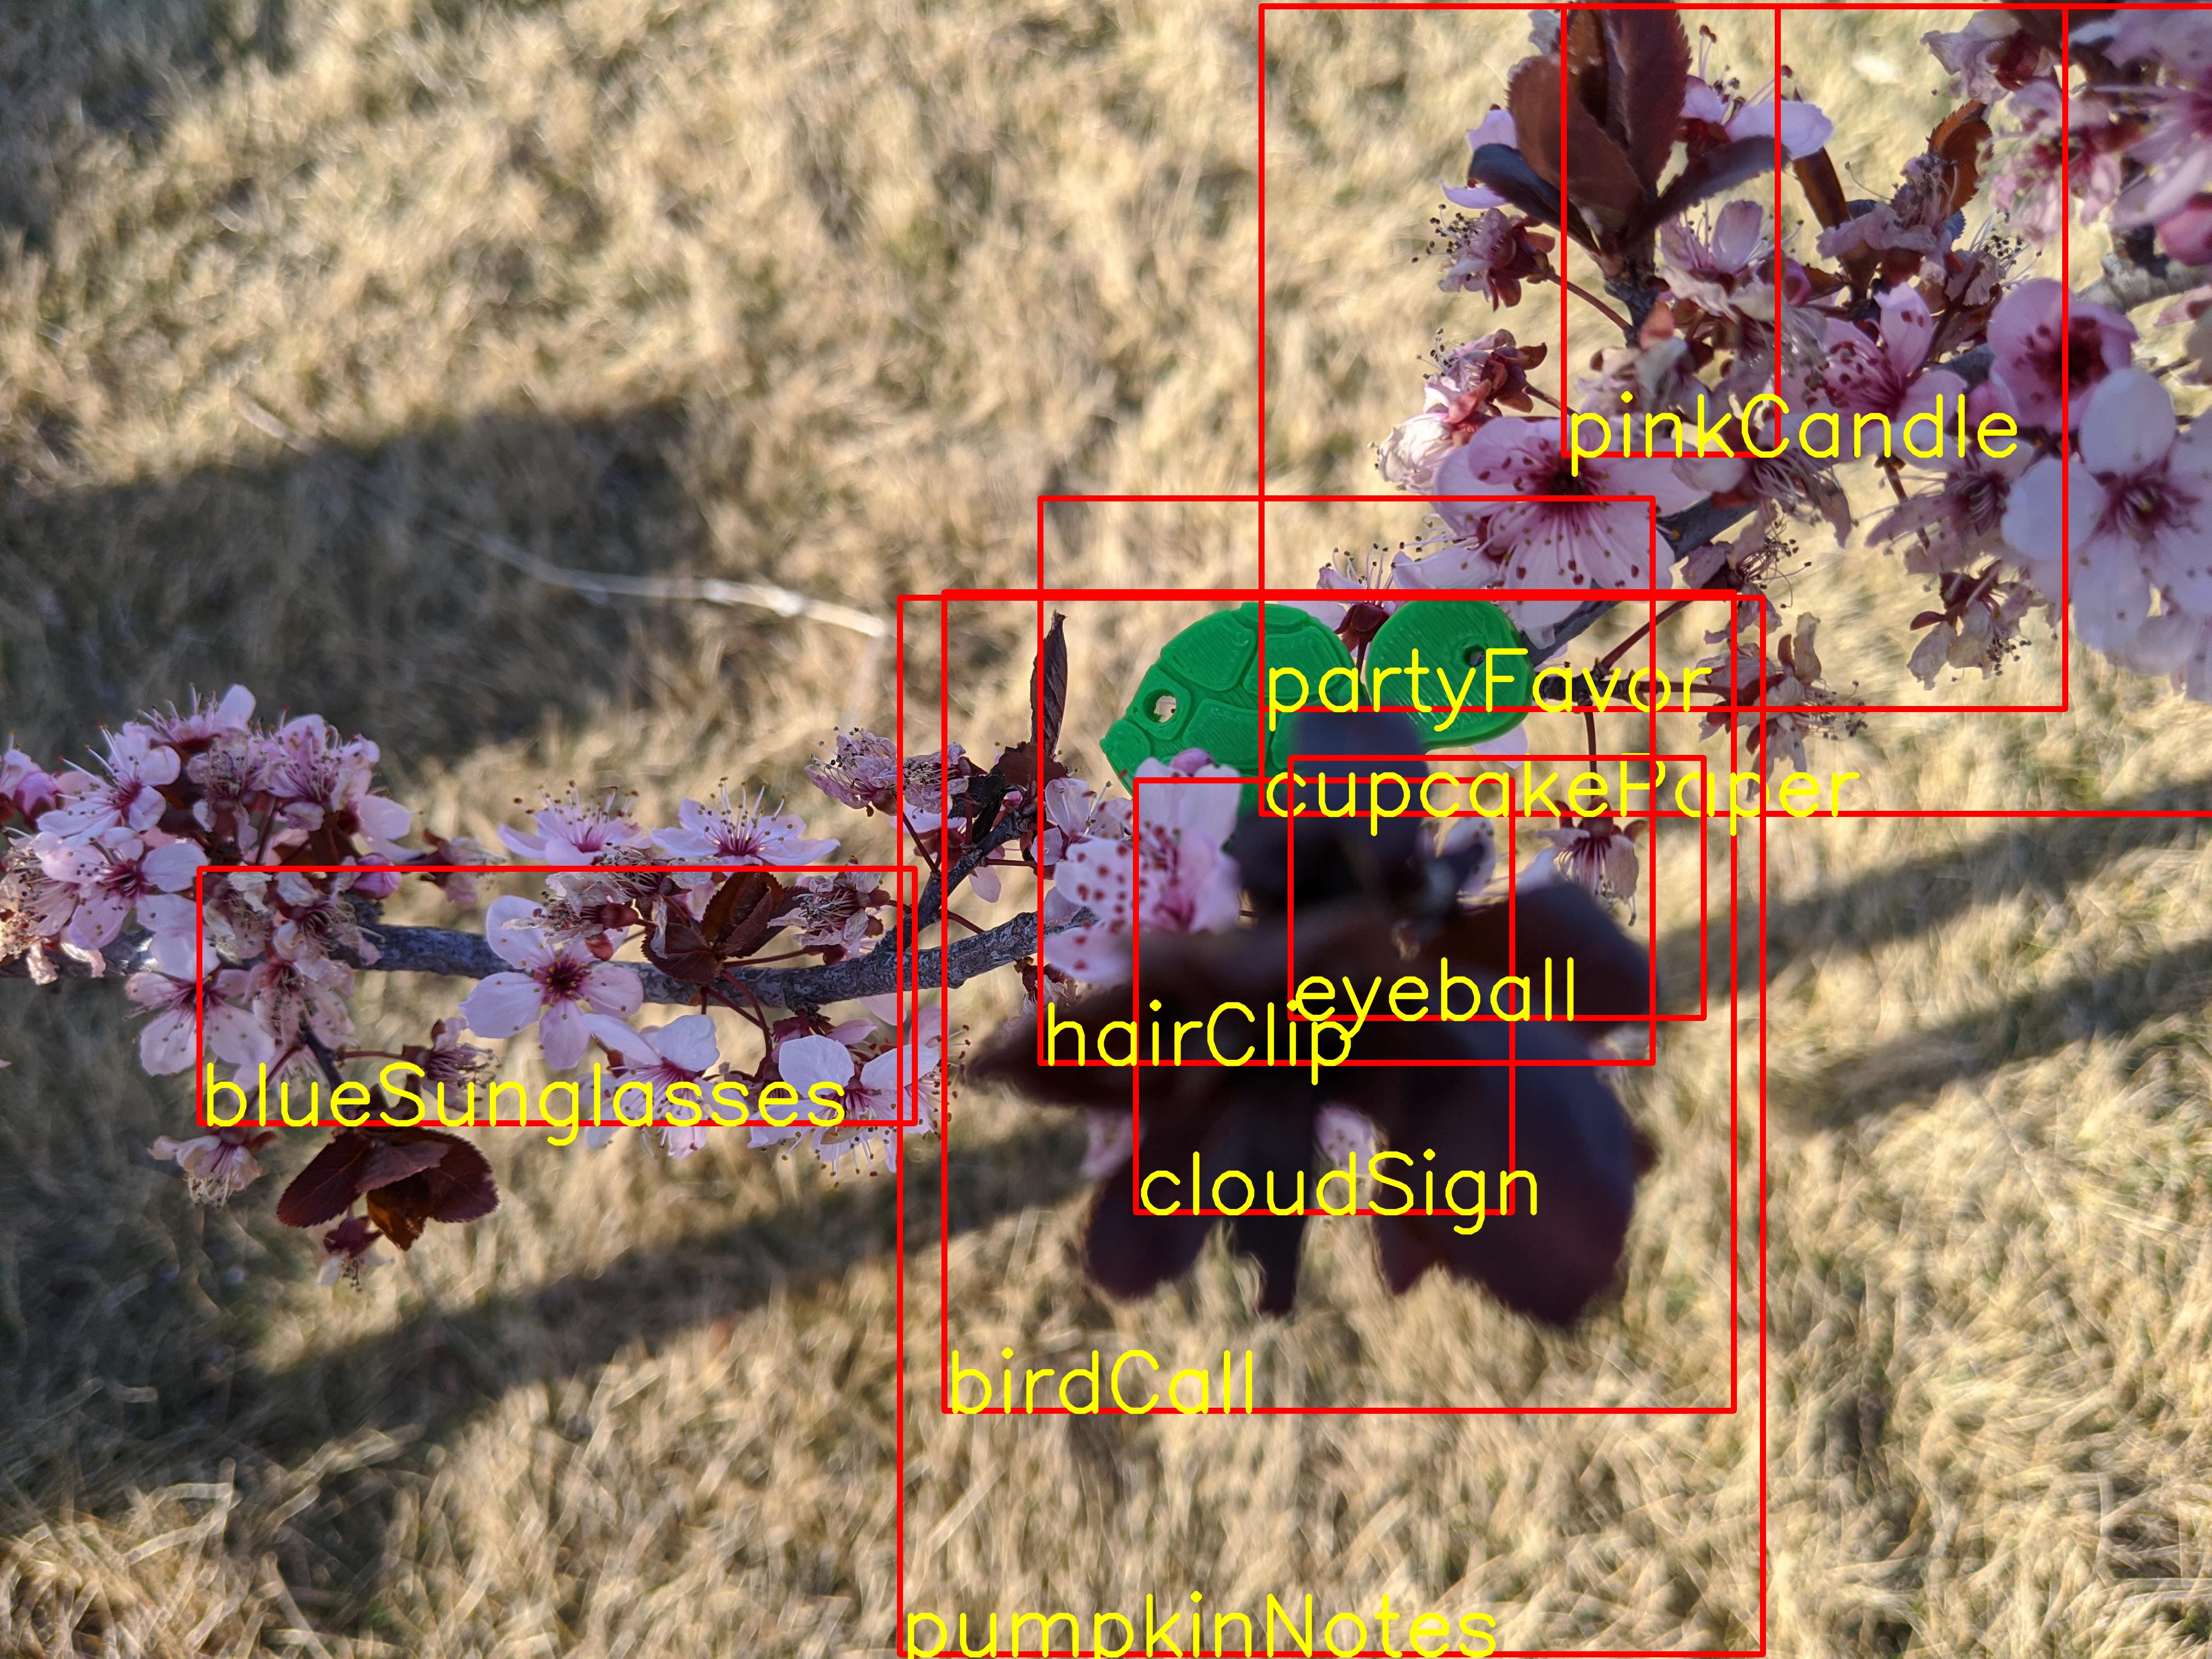 pinkCandle
partyFavor
cupcakePaper
eyeball
hairClip
blueSunglasses
cloudSign
birdCall
pumpkinNotes